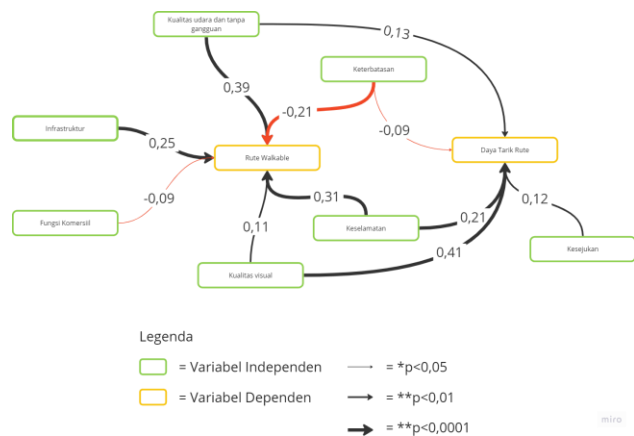 Kualitas udara dan tanpa
gangguan
0,13
Keterbatasan
0,39
-0,21
Infrastruktur
0,25
-0,09
Rute Walkable
Daya Tarik Rute
-0,09
0,31
0,21
0,12
Fungsi Komersiil
Keselamatan
0,11
0,41
Kesejukan
Kualitas visual
Legenda
= Variabel Independen
= *p<0,05
= Variabel Dependen
= **p<0,01
= **p<0,0001
miro